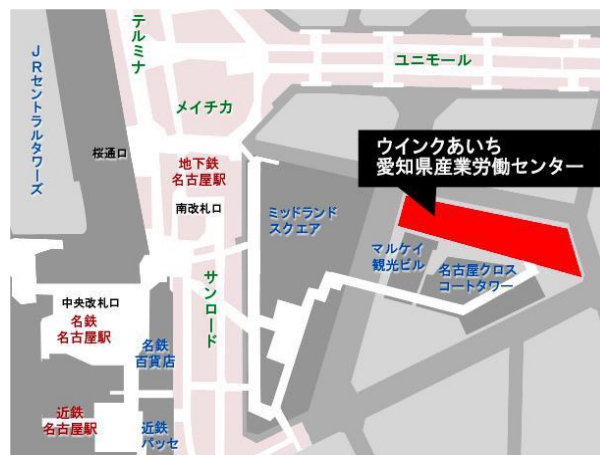 テルミナ
ユニモール
JRセントラルタワーズ
メイチカ
桜通口
地下鉄
名古屋駅
南改札口
ウインクあいち
愛知県産業労働センター
ミッドランド
スクエア
マルケイ
観光ビル
名古屋クロス
コートタワー
サンロード
中央改札口
名鉄
名古屋駅
名鉄
百貨店
近鉄
名古屋駅
近鉄
パッセ